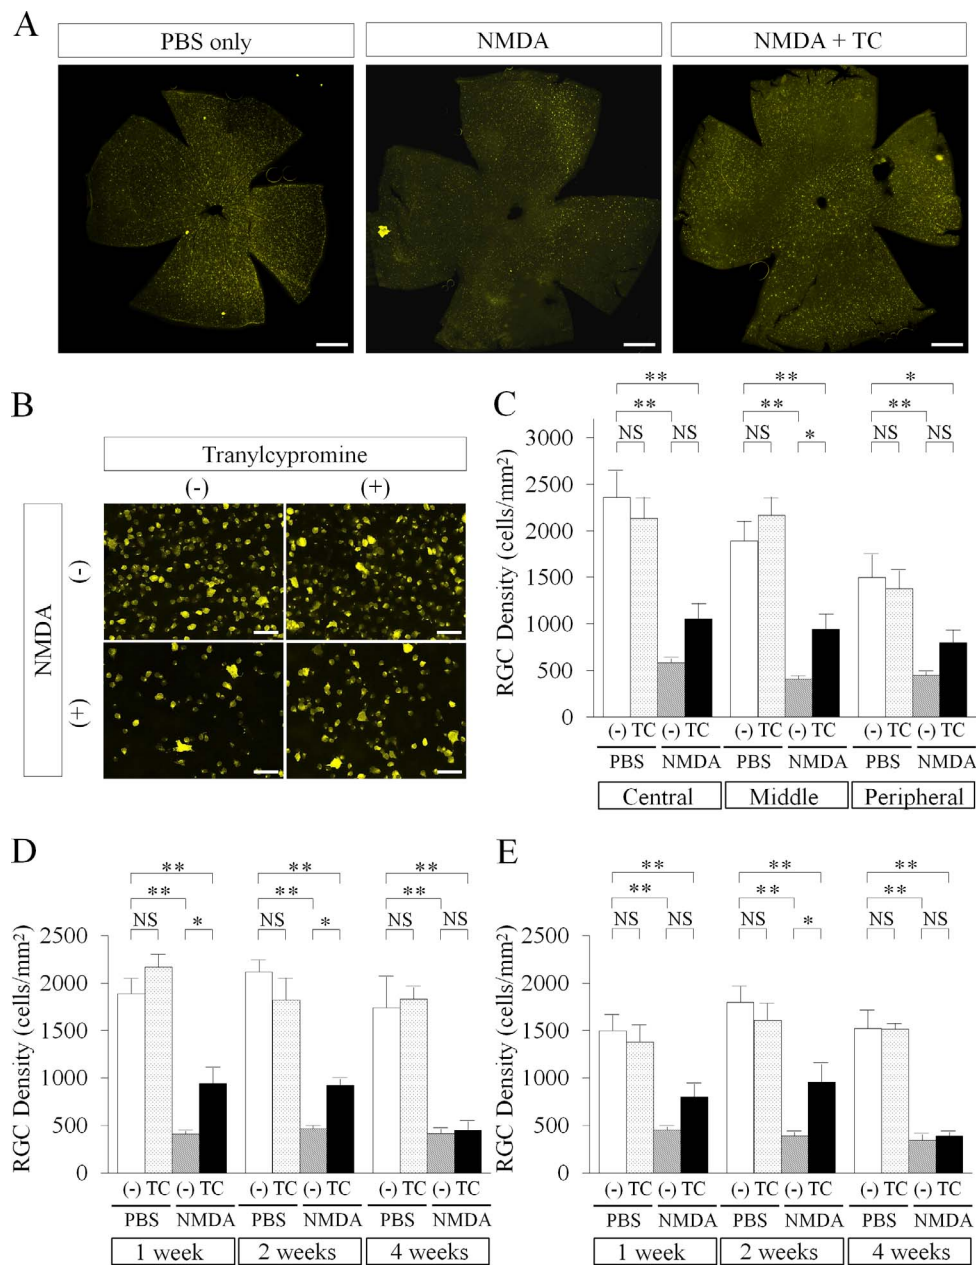 A
PBS only
NMDA
NMDA + TC
B
Tranylcypromine
(-)
(+)
NMDA
(-)
(+)
C
** ** *
** ** **
NS NS NS * NS NS
RGC Density (cells/mm²)
3000
2500
2000
1500
1000
500
0
(-) TC (-) TC (-) TC (-) TC (-) TC (-) TC
PBS NMDA PBS NMDA PBS NMDA
Central Middle Peripheral
D
** ** **
** ** **
NS * NS * NS NS
RGC Density (cells/mm²)
2500
2000
1500
1000
500
0
(-) TC (-) TC (-) TC (-) TC (-) TC (-) TC
PBS NMDA PBS NMDA PBS NMDA
1 week 2 weeks 4 weeks
E
** ** **
** ** **
NS NS NS * NS NS
RGC Density (cells/mm²)
2500
2000
1500
1000
500
0
(-) TC (-) TC (-) TC (-) TC (-) TC (-) TC
PBS NMDA PBS NMDA PBS NMDA
1 week 2 weeks 4 weeks